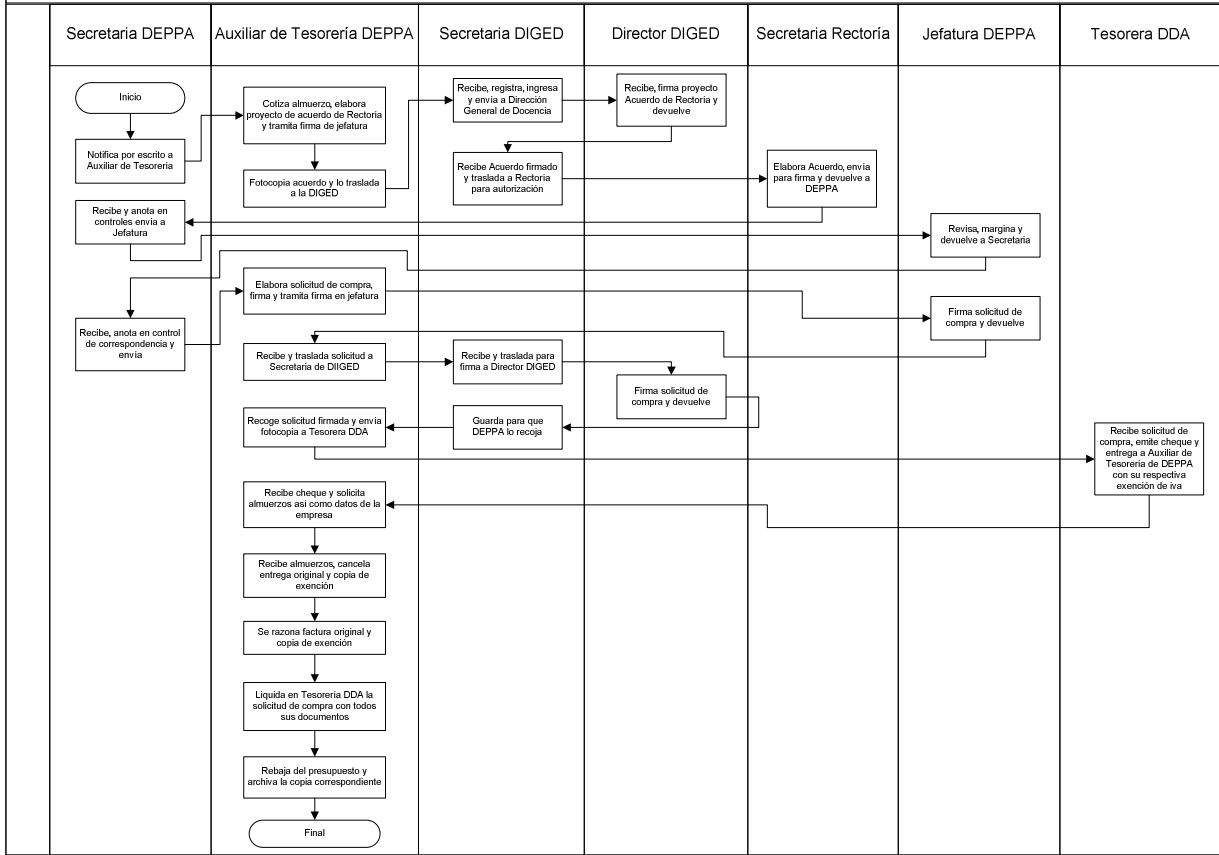 Secretaria DEPPA
Auxiliar de Tesorería DEPPA
Secretaria DIGED
Director DIGED
Secretaria Rectoría
Jefatura DEPPA
Tesorera DDA
Inicio
Notifica por escrito a
Auxiliar de Tesorería
Cotiza almuerzo, elabora
proyecto de acuerdo de Rectoría
y tramita firma de jefatura
Fotocopia acuerdo y lo traslada
a la DIGED
Recibe, registra, ingresa
y envía a Dirección
General de Docencia
Recibe, firma proyecto
Acuerdo de Rectoría y
devuelve
Recibe Acuerdo firmado
y traslada a Rectoría
para autorización
Elabora Acuerdo, envía
para firma y devuelve a
DEPPA
Recibe y anota en
controles envía a
Jefatura
Revisa, margina y
devuelve a Secretaria
Recibe, anota en control
de correspondencia y
envía
Elabora solicitud de compra,
firma y tramita firma en jefatura
Firma solicitud de
compra y devuelve
Recibe y traslada solicitud a
Secretaria de DIIGED
Recibe y traslada para
firma a Director DIGED
Firma solicitud de
compra y devuelve
Guarda para que
DEPPA lo recoja
Recoge solicitud firmada y envía
fotocopia a Tesorera DDA
Recibe solicitud de
compra, emite cheque y
entrega a Auxiliar de
Tesorería de DEPPA
con su respectiva
exención de iva
Recibe cheque y solicita
almuerzos así como datos de la
empresa
Recibe almuerzos, cancela
entrega original y copia de
exención
Se razona factura original y
copia de exención
Liquida en Tesorería DDA la
solicitud de compra con todos
sus documentos
Rebaja del presupuesto y
archiva la copia correspondiente
Final